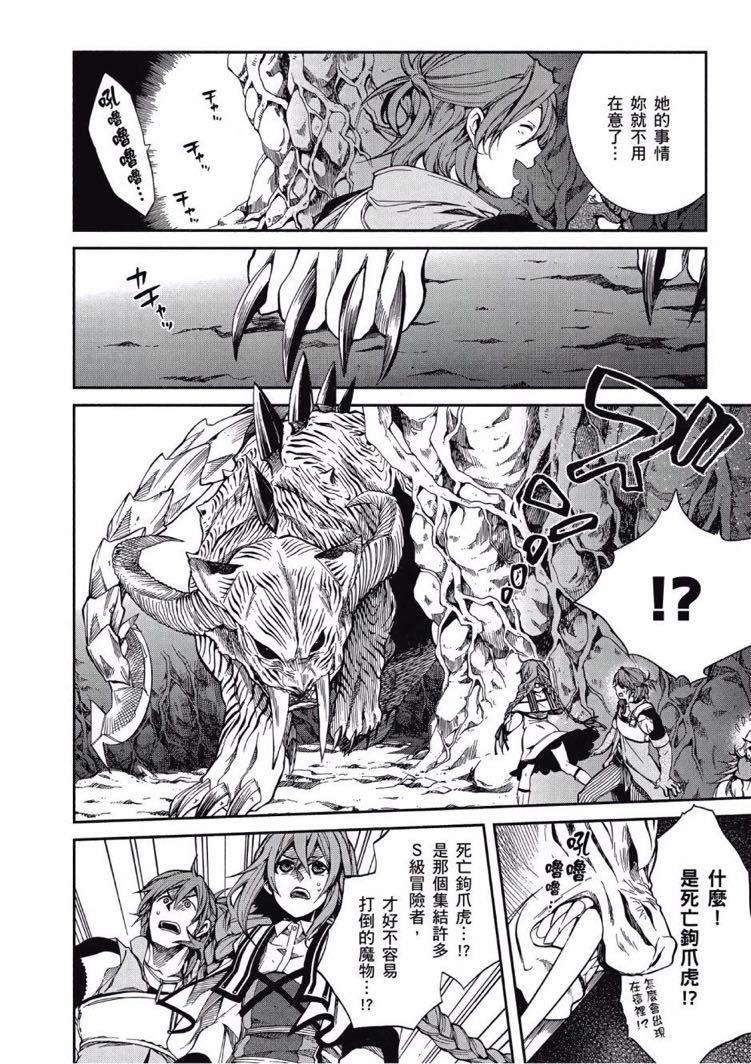 她的事情
妳就不用
在意了…
カチャ…
カチャ…
吼
嚕嚕嚕嚕…
カチャ…
カチャッ
!?
什麼！
是死亡鉤爪虎!?
怎麼會出現
在這裡!?
吼
嚕嚕…
死亡鉤爪虎…!?
是那個集結許多
S級冒險者，
才好不容易
打倒的魔物…!?